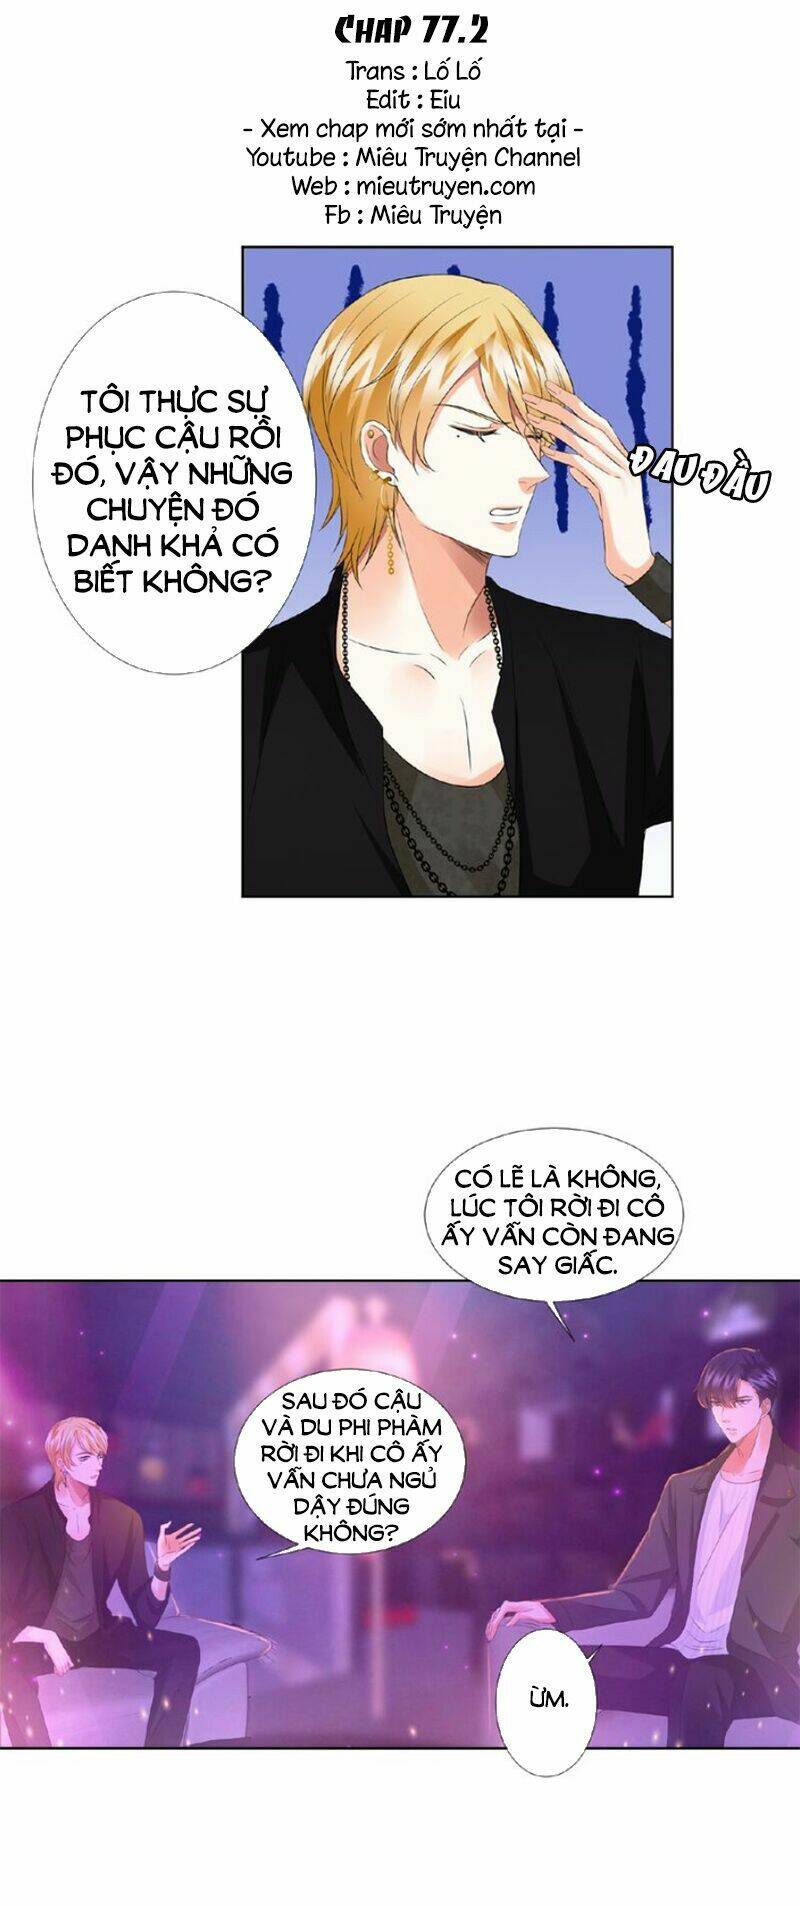 CHAP 77.2
Trans : Lố Lố
Edit : Eiu
- Xem chap mới sớm nhất tại -
Youtube : Miêu Truyện Channel
Web : mieutruyen.com
Fb : Miêu Truyện
TÔI THỰC SỰ
PHỤC CẬU RỒI
ĐÓ, VẬY NHỮNG
CHUYỆN ĐÓ
DANH KHẢ CÓ
BIẾT KHÔNG?
ĐAU ĐẦU
CÓ LẼ LÀ KHÔNG,
LÚC TÔI RỜI ĐI CÔ
ẤY VẪN CÒN ĐANG
SAY GIẤC.
SAU ĐÓ CẬU
VÀ DU PHI PHÀM
RỜI ĐI KHI CÔ ẤY
VẪN CHƯA NGỦ
DẬY ĐÚNG
KHÔNG?
ỪM.